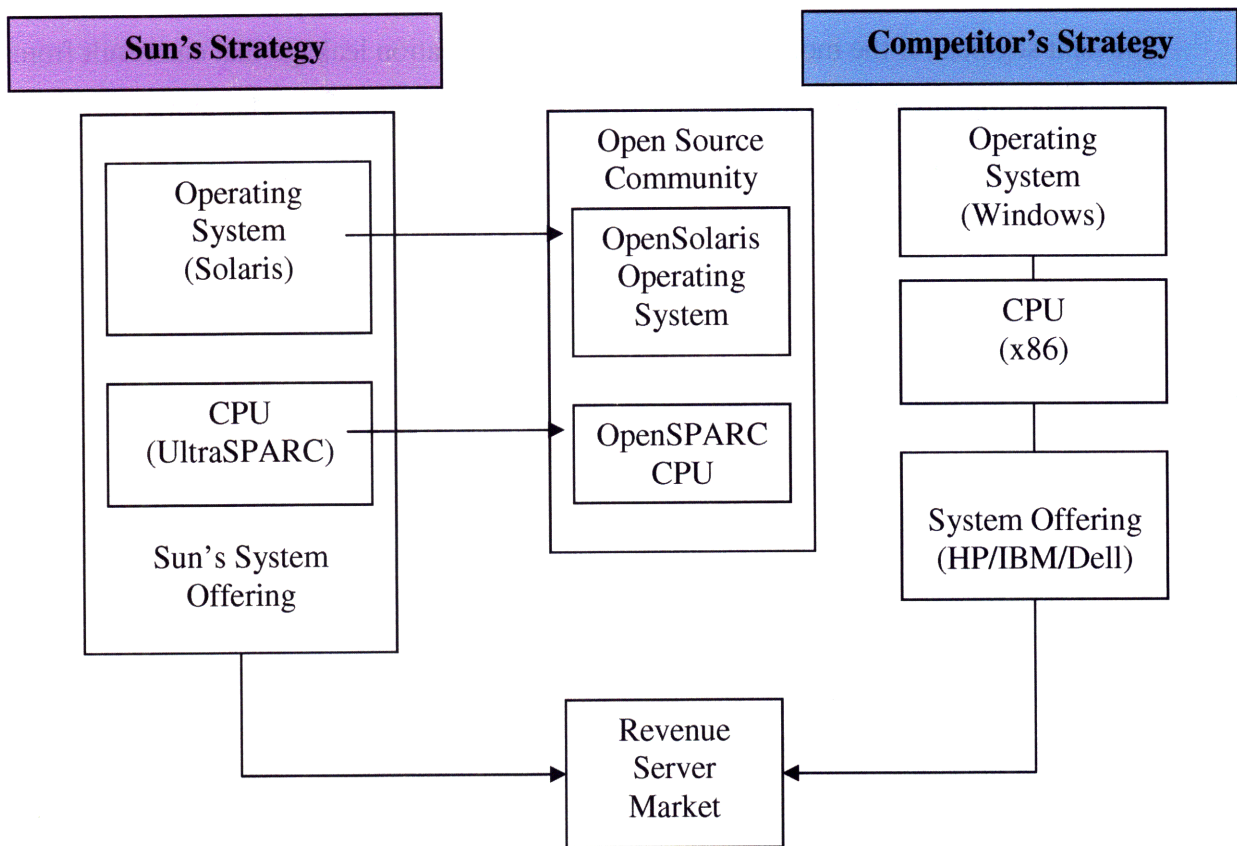 Sun's Strategy
Competitor's Strategy
Operating
System
(Solaris)
CPU
(UltraSPARC)
Sun's System
Offering
Open Source
Community
OpenSolaris
Operating
System
OpenSPARC
CPU
Operating
System
(Windows)
CPU
(x86)
System Offering
(HP/IBM/Dell)
Revenue
Server
Market